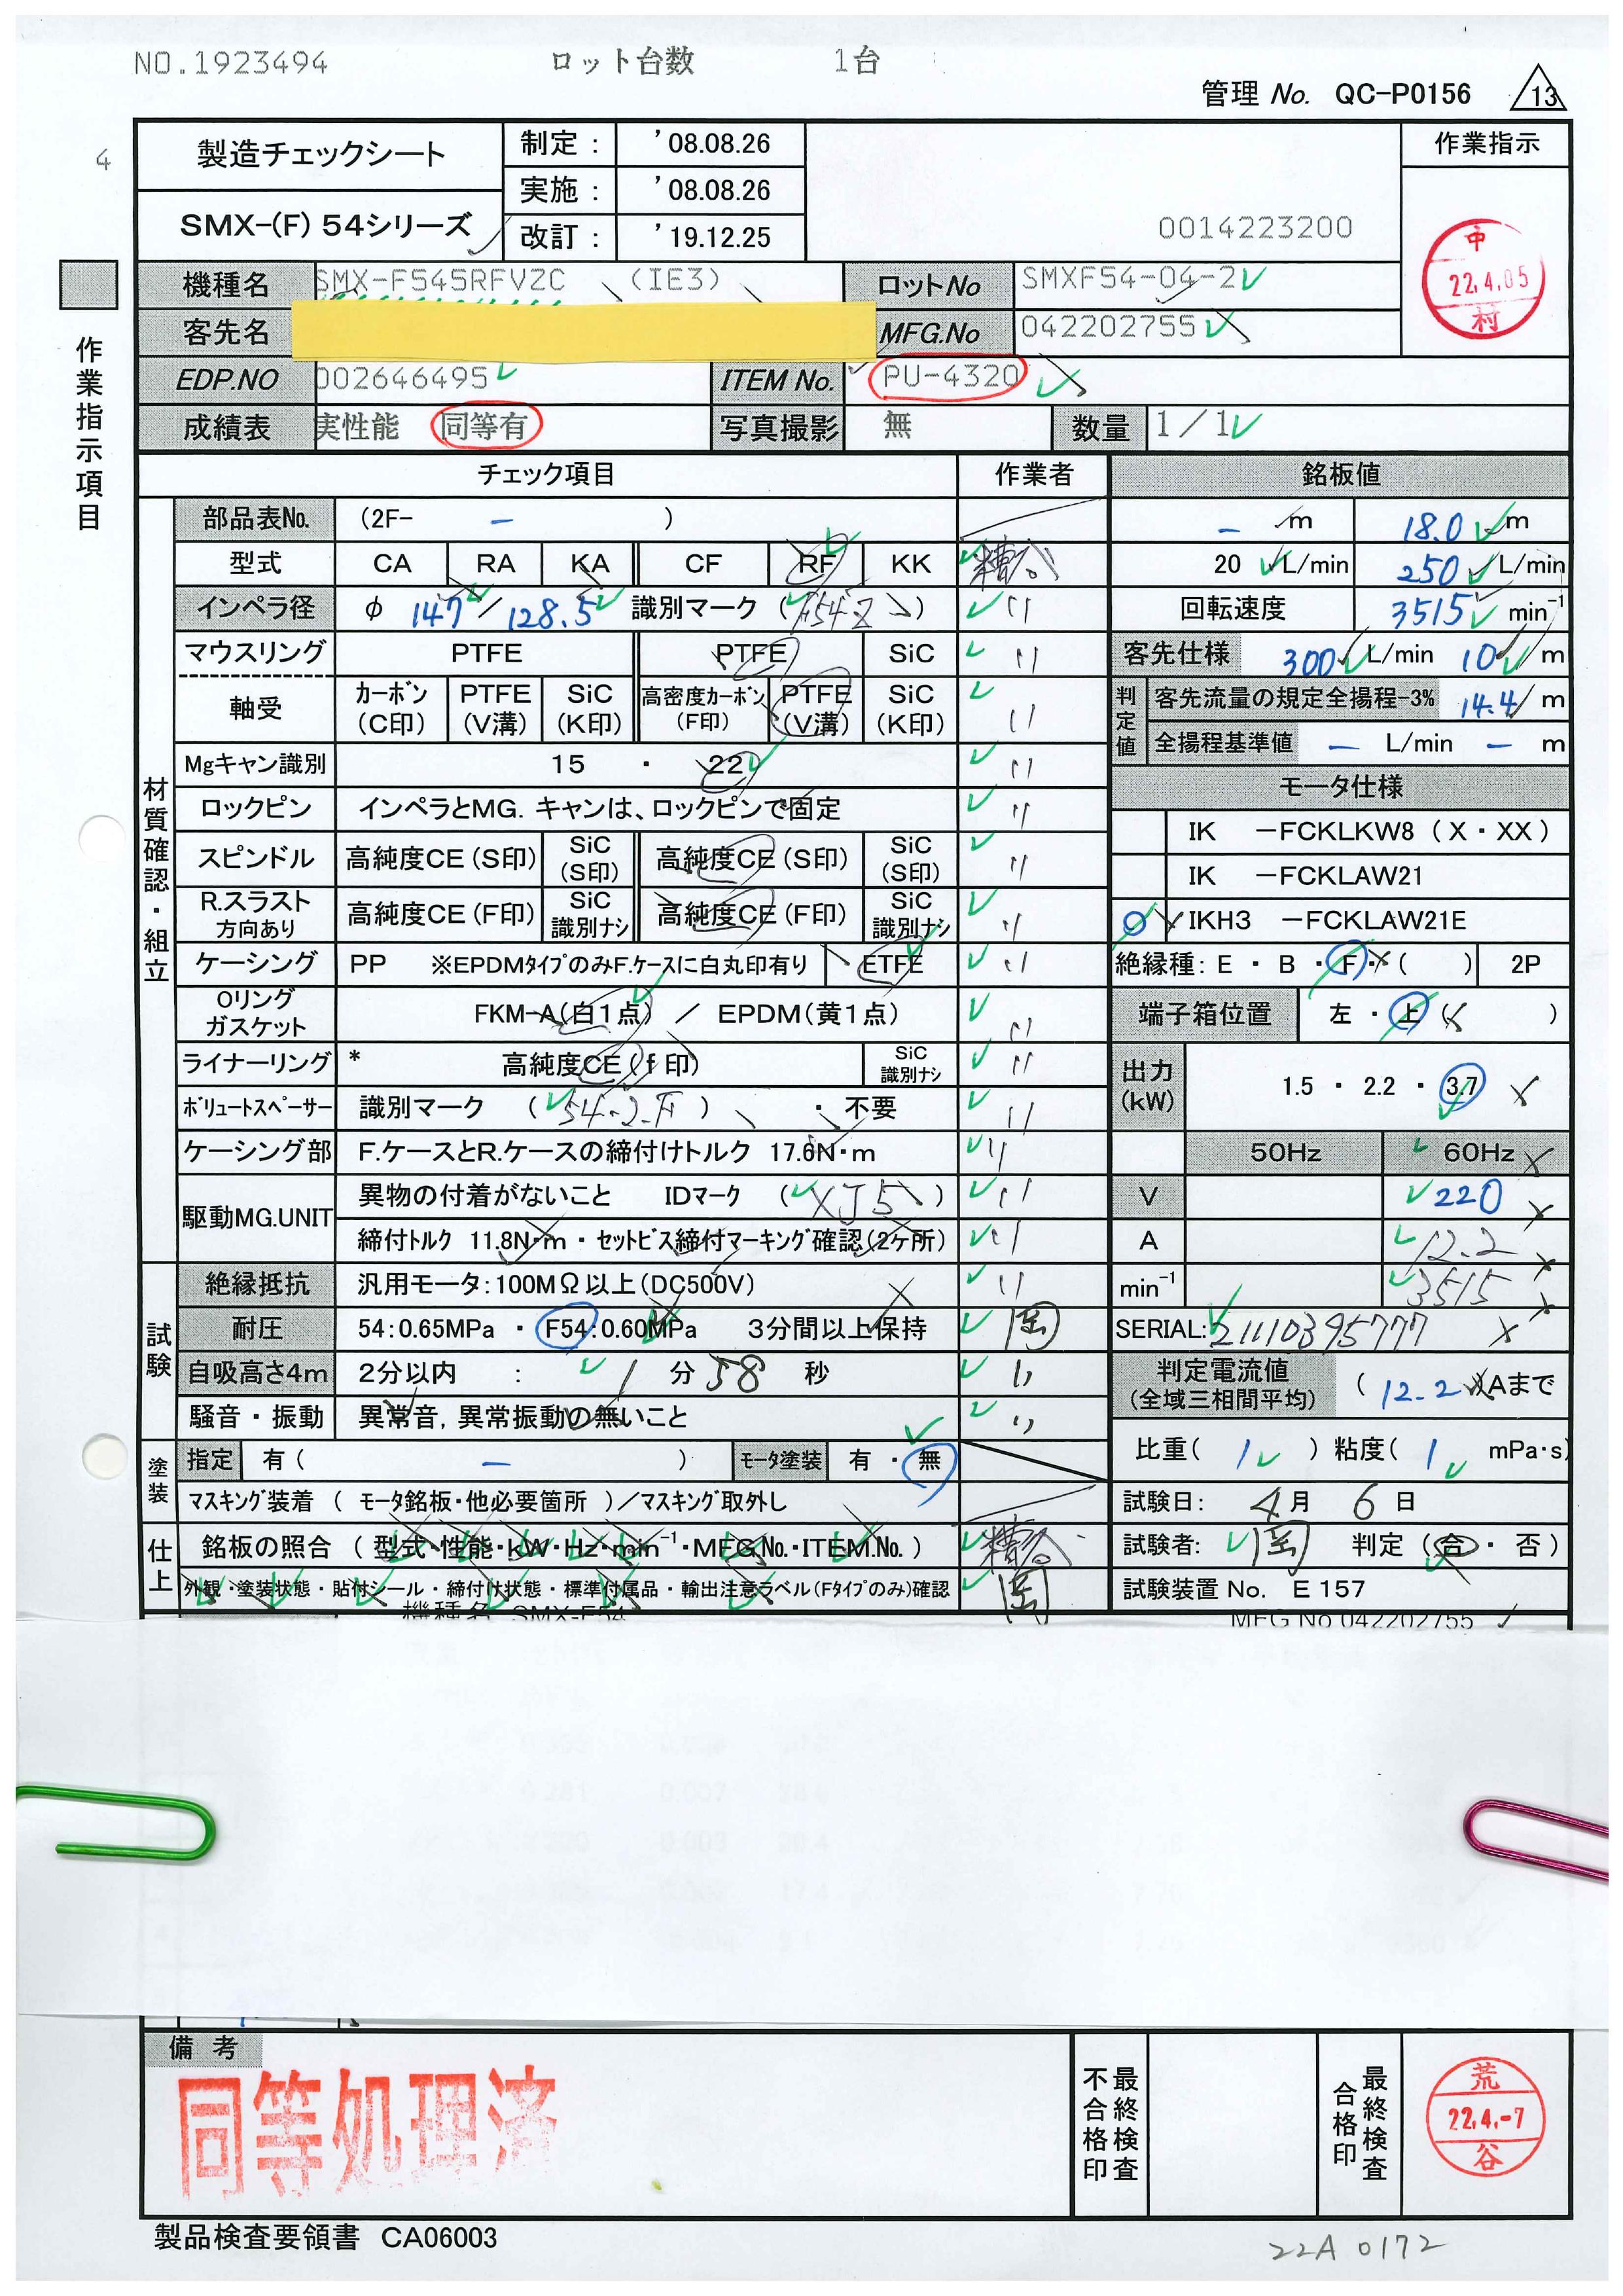 NO.1923494 ロット台数 1台
管理 No. QC-P0156 13
4
製造チェックシート 制定： '08.08.26 作業指示
実施： '08.08.26
SMX-(F) 54シリーズ 改訂： '19.12.25 0014223200
中 22.4.05 村
作業指示項目
機種名 SMX-F545RFVZC (IE3) ロットNo SMXF54-04-2
客先名 MFG.No 042202755
EDP.NO 002646495 ITEM No. PU-4320
成績表 実性能 同等有 写真撮影 無 数量 1/1
チェック項目 作業者 銘板値
材質確認・組立
部品表No. (2F- - ) - m 18.0 m
型式 CA RA KA CF RF KK 20 L/min 250 L/min
インペラ径 φ 147 / 128.5 識別マーク (F54-2) 〃 回転速度 3515 min-1
マウスリング PTFE PTFE SiC 〃 客先仕様 300 L/min 10 m
軸受 カーボン(C印) PTFE(V溝) SiC(K印) 高密度カーボン(F印) PTFE(V溝) SiC(K印) 〃 判定値 客先流量の規定全揚程-3% 14.4 m
全揚程基準値 - L/min - m
Mgキャン識別 15 ・ 22 〃 モータ仕様
ロックピン インペラとMG. キャンは、ロックピンで固定 〃 IK -FCKLKW8 (X・XX)
スピンドル 高純度CE(S印) SiC(S印) 高純度CE(S印) SiC(S印) 〃 IK -FCKLAW21
R.スラスト方向あり 高純度CE(F印) SiC識別ナシ 高純度CE(F印) SiC識別ナシ 〃 ○ IKH3 -FCKLAW21E
ケーシング PP ※EPDMタイプのみF.ケースに白丸印有り ETFE 〃 絶縁種: E ・ B ・ F ・ ( ) 2P
Oリングガスケット FKM-A(白1点) / EPDM(黄1点) 〃 端子箱位置 左 ・ 上 ( )
ライナーリング * 高純度CE(f印) SiC識別ナシ 〃 出力(kW) 1.5 ・ 2.2 ・ 3.7
ボリュートスペーサー 識別マーク (54-2.F) ・ 不要 〃
ケーシング部 F.ケースとR.ケースの締付けトルク 17.6N・m 〃 50Hz 60Hz
駆動MG.UNIT 異物の付着がないこと IDマーク (XJ5) 〃 V 220
締付トルク 11.8N・m・セットビス締付マーキング確認(2ヶ所) 〃 A 12.2
試験
絶縁抵抗 汎用モータ:100MΩ以上(DC500V) 〃 min-1 3515
耐圧 54:0.65MPa ・ F54:0.60MPa 3分間以上保持 SERIAL: 21110395777
自吸高さ4m 2分以内 : 1分58秒 〃 判定電流値(全域三相間平均) ( 12.2 )Aまで
騒音・振動 異常音, 異常振動の無いこと 〃
塗装
指定 有( - ) モータ塗装 有 ・ 無 比重( 1 ) 粘度( 1 mPa・s)
マスキング装着 ( モータ銘板・他必要箇所 )/マスキング取外し 試験日: 4月 6日
仕上
銘板の照合 ( 型式・性能・kW・Hz・min-1・MFG No.・ITEM.No. ) 試験者: 判定 (合 ・ 否)
外観・塗装状態・貼付シール・締付け状態・標準付属品・輸出注意ラベル(Fタイプのみ)確認 試験装置 No. E 157
機種名 SMX-F54 MFG No 042202755
備考
同等処理済
最終検査不合格印
最終検査合格印
荒 22.4.-7 谷
製品検査要領書 CA06003
22A 0172